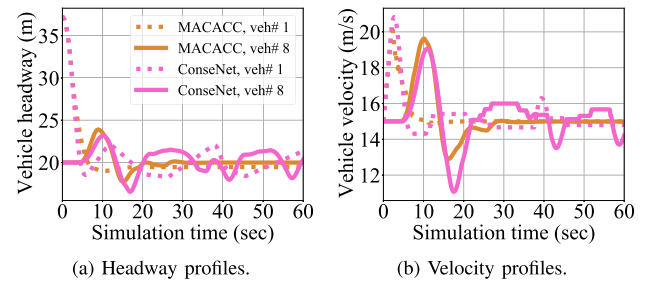 MACACC, veh# 1
MACACC, veh# 8
ConseNet, veh# 1
ConseNet, veh# 8
Vehicle headway (m)
35
30
25
20
0 10 20 30 40 50 60
Simulation time (sec)
(a) Headway profiles.
Vehicle velocity (m/s)
20
18
16
14
12
0 10 20 30 40 50 60
Simulation time (sec)
(b) Velocity profiles.